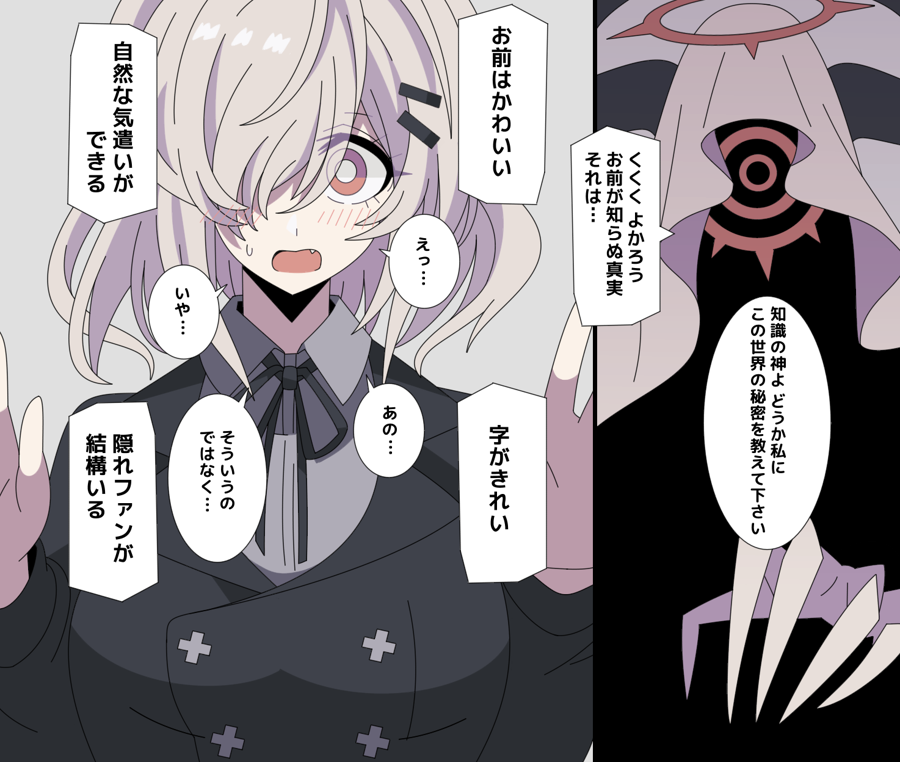 知識の神よ どうか私に
この世界の秘密を教えて下さい
くくく よかろう
お前が知らぬ真実
それは…
お前はかわいい
えっ…
字がきれい
あの…
自然な気遣いが
できる
いや…
そういうの
ではなく…
隠れファンが
結構いる